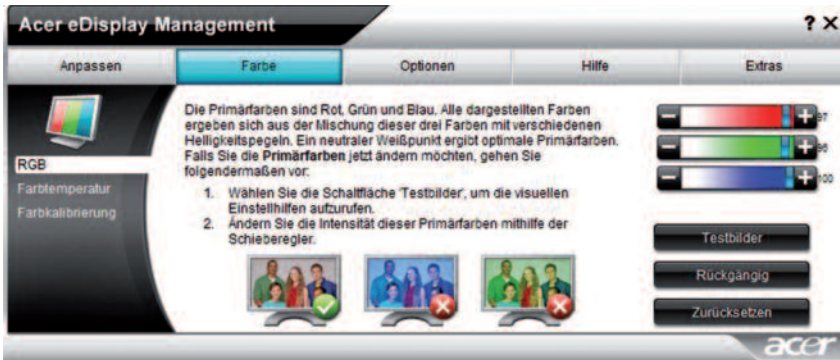 Acer eDisplay Management
? X
Anpassen Farbe Optionen Hilfe Extras
Die Primärfarben sind Rot, Grün und Blau. Alle dargestellten Farben
ergeben sich aus der Mischung dieser drei Farben mit verschiedenen
Helligkeitspegeln. Ein neutraler Weißpunkt ergibt optimale Primärfarben.
Falls Sie die Primärfarben jetzt ändern möchten, gehen Sie
folgendermaßen vor:
1. Wählen Sie die Schaltfläche 'Testbilder', um die visuellen
Einstellhilfen aufzurufen.
2. Ändern Sie die Intensität dieser Primärfarben mithilfe der
Schieberegler.
RGB
Farbtemperatur
Farbkalibrierung
97
96
100
Testbilder
Rückgängig
Zurücksetzen
acer